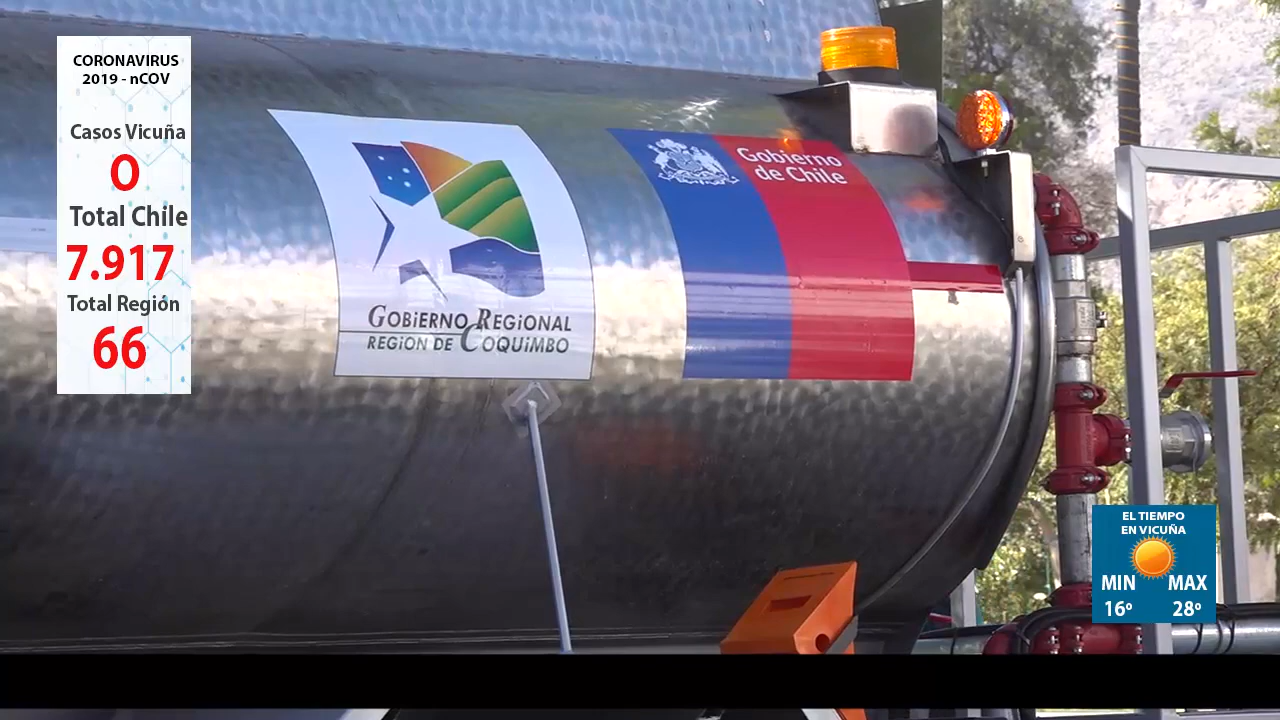 CORONAVIRUS
2019 - nCOV
Casos Vicuña
0
Total Chile
7.917
Total Región
66
GOBiERNO REGiONAL
REGION DE COQUiMBO
Gobierno
de Chile
EL TIEMPO
EN VICUÑA
MIN MAX
16º 28º